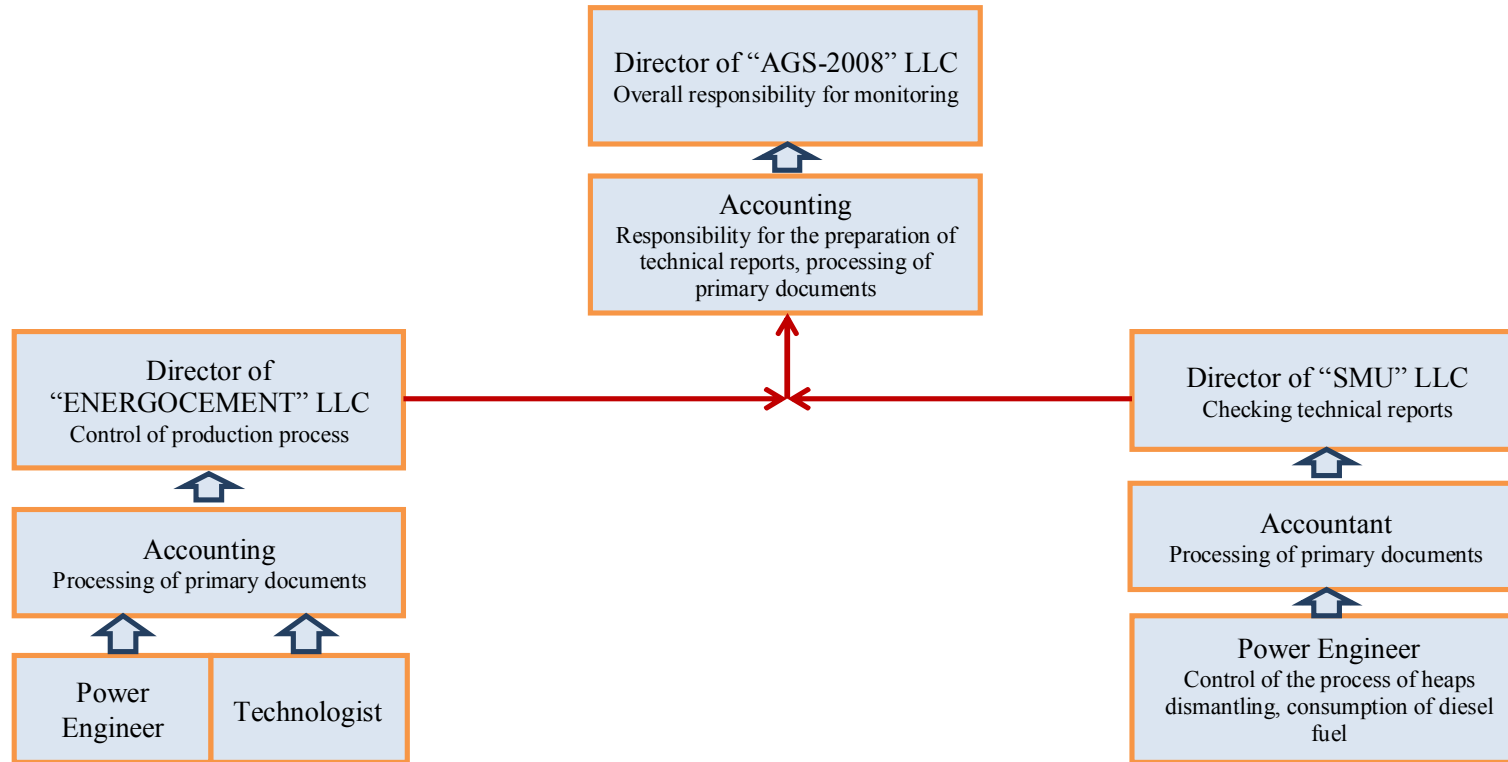 Director of “AGS-2008” LLC
Overall responsibility for monitoring
Accounting
Responsibility for the preparation of
technical reports, processing of
primary documents
Director of
“ENERGOCEMENT” LLC
Control of production process
Director of “SMU” LLC
Checking technical reports
Accounting
Processing of primary documents
Accountant
Processing of primary documents
Power
Engineer
Technologist
Power Engineer
Control of the process of heaps
dismantling, consumption of diesel
fuel